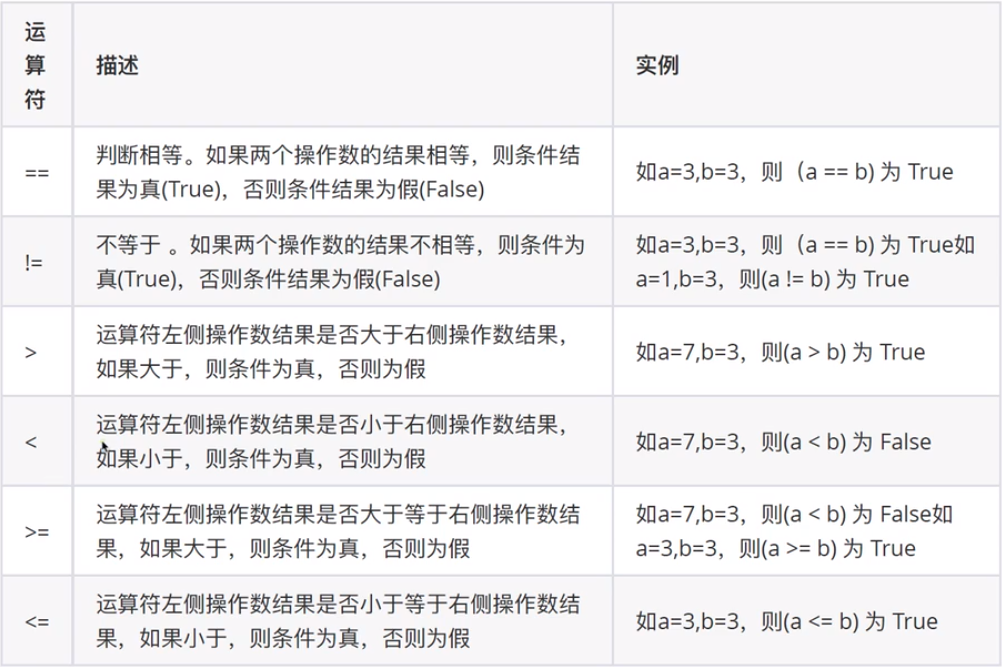 运
算
符
描述
实例
==
判断相等。如果两个操作数的结果相等，则条件结
果为真(True)，否则条件结果为假(False)
如a=3,b=3，则（a == b) 为 True
!=
不等于 。如果两个操作数的结果不相等，则条件为
真(True)，否则条件结果为假(False)
如a=3,b=3，则（a == b) 为 True如
a=1,b=3，则(a != b) 为 True
>
运算符左侧操作数结果是否大于右侧操作数结果，
如果大于，则条件为真，否则为假
如a=7,b=3，则(a > b) 为 True
<
运算符左侧操作数结果是否小于右侧操作数结果，
如果小于，则条件为真，否则为假
如a=7,b=3，则(a < b) 为 False
>=
运算符左侧操作数结果是否大于等于右侧操作数结
果，如果大于，则条件为真，否则为假
如a=7,b=3，则(a < b) 为 False如
a=3,b=3，则(a >= b) 为 True
<=
运算符左侧操作数结果是否小于等于右侧操作数结
果，如果小于，则条件为真，否则为假
如a=3,b=3，则(a <= b) 为 True